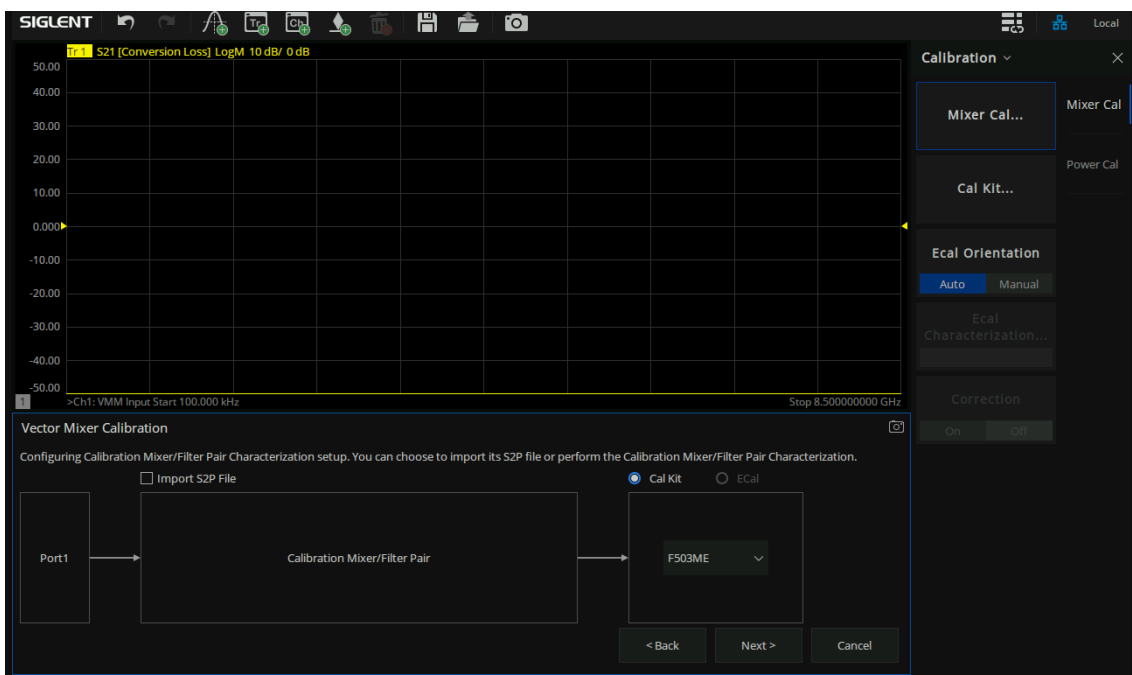 SIGLENT
Tr
Ch
Local
Tr 1 S21 [Conversion Loss] LogM 10 dB/ 0 dB
50.00
40.00
30.00
20.00
10.00
0.000
-10.00
-20.00
-30.00
-40.00
-50.00
1 >Ch1: VMM Input Start 100.000 kHz Stop 8.500000000 GHz
Calibration
Mixer Cal...
Mixer Cal
Power Cal
Cal Kit...
Ecal Orientation
Auto Manual
Ecal
Characterization...
Correction
On Off
Vector Mixer Calibration
Configuring Calibration Mixer/Filter Pair Characterization setup. You can choose to import its S2P file or perform the Calibration Mixer/Filter Pair Characterization.
Import S2P File
Cal Kit ECal
Port1
Calibration Mixer/Filter Pair
F503ME
< Back Next > Cancel